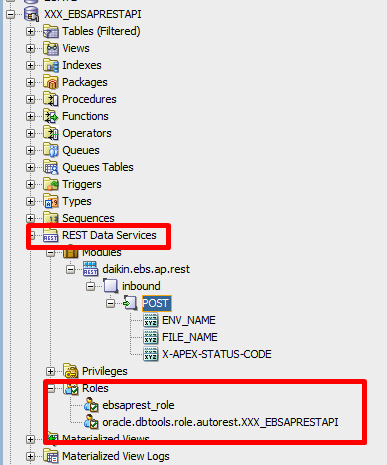 XXX_EBSAPRESTAPI
Tables (Filtered)
Views
Indexes
Packages
Procedures
Functions
Operators
Queues
Queues Tables
Triggers
Types
Sequences
REST Data Services
Modules
daikin.ebs.ap.rest
inbound
POST
ENV_NAME
FILE_NAME
X-APEX-STATUS-CODE
Privileges
Roles
ebsaprest_role
oracle.dbtools.role.autorest.XXX_EBSAPRESTAPI
Materialized Views
Materialized View Logs